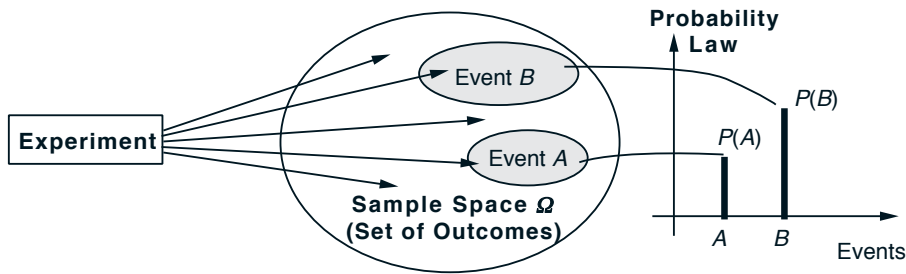 Experiment
Event B
Event A
Sample Space Ω
(Set of Outcomes)
Probability
Law
P(B)
P(A)
A
B
Events